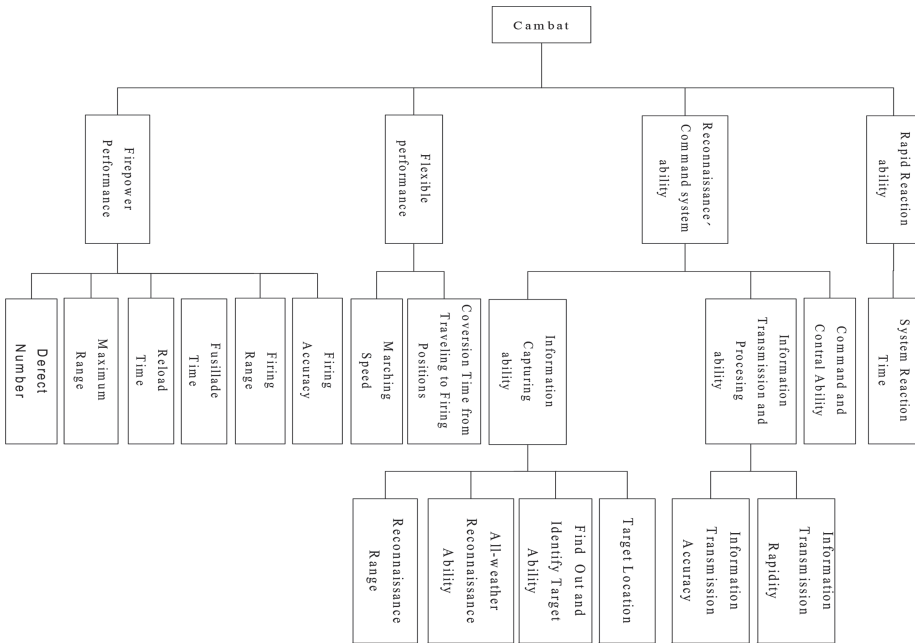 Cambat
Firepower
Performance
Flexible
performance
Reconnaissance′
Command system
ability
Rapid Reaction
ability
Derect
Number
Maximum
Range
Reload
Time
Fusillade
Time
Firing
Range
Firing
Accuracy
Marching
Speed
Coversion Time from
Traveling to Firing
Positions
Information
Capturing
ability
Information
Transmission and
Procesing
ability
Command and
Contral Ability
System Reaction
Time
Reconnaissance
Range
All-weather
Reconnaissance
Ability
Find Out and
Identify Target
Ability
Target Location
Information
Transmission
Accuracy
Information
Transmission
Rapidity